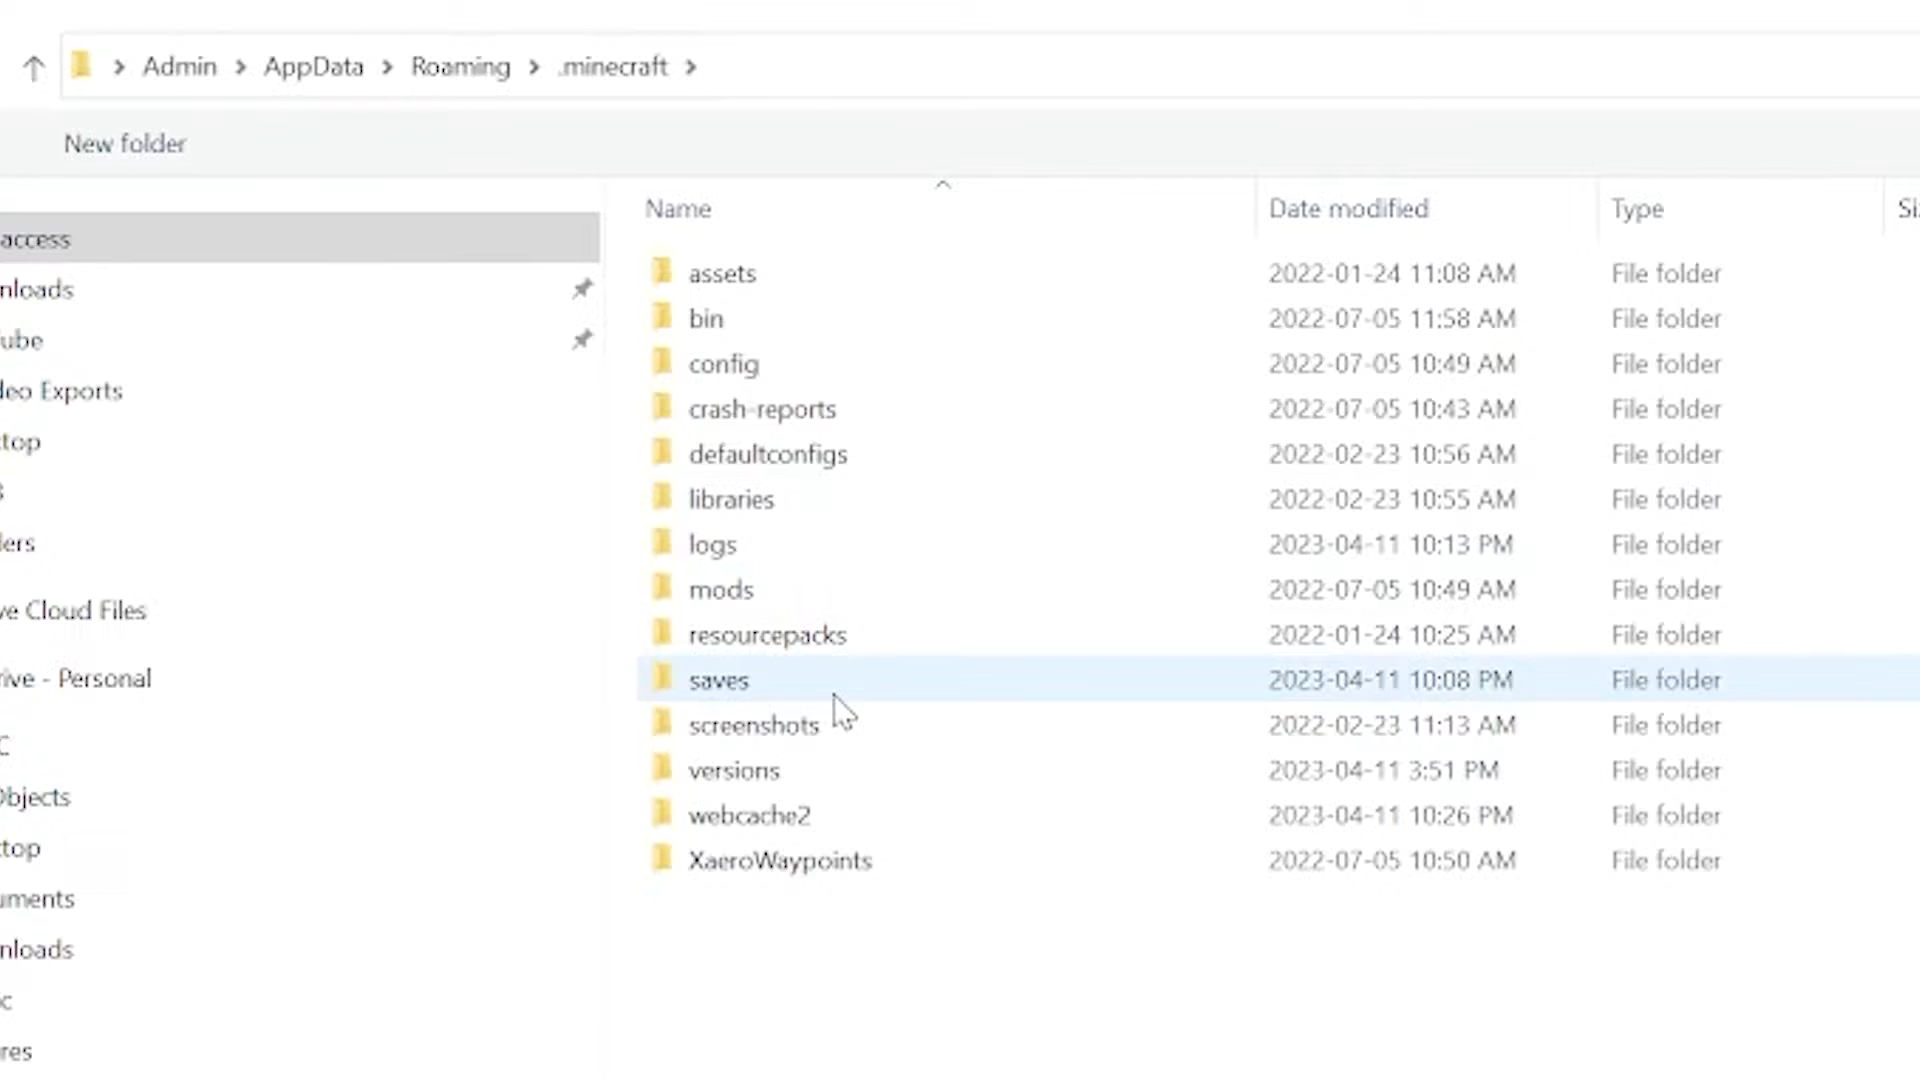 Admin > AppData > Roaming > .minecraft >
New folder
Name Date modified Type Si
access
nloads
ube
deo Exports
top
ers
ve Cloud Files
rive - Personal
C
Objects
top
uments
nloads
c
res
assets 2022-01-24 11:08 AM File folder
bin 2022-07-05 11:58 AM File folder
config 2022-07-05 10:49 AM File folder
crash-reports 2022-07-05 10:43 AM File folder
defaultconfigs 2022-02-23 10:56 AM File folder
libraries 2022-02-23 10:55 AM File folder
logs 2023-04-11 10:13 PM File folder
mods 2022-07-05 10:49 AM File folder
resourcepacks 2022-01-24 10:25 AM File folder
saves 2023-04-11 10:08 PM File folder
screenshots 2022-02-23 11:13 AM File folder
versions 2023-04-11 3:51 PM File folder
webcache2 2023-04-11 10:26 PM File folder
XaeroWaypoints 2022-07-05 10:50 AM File folder